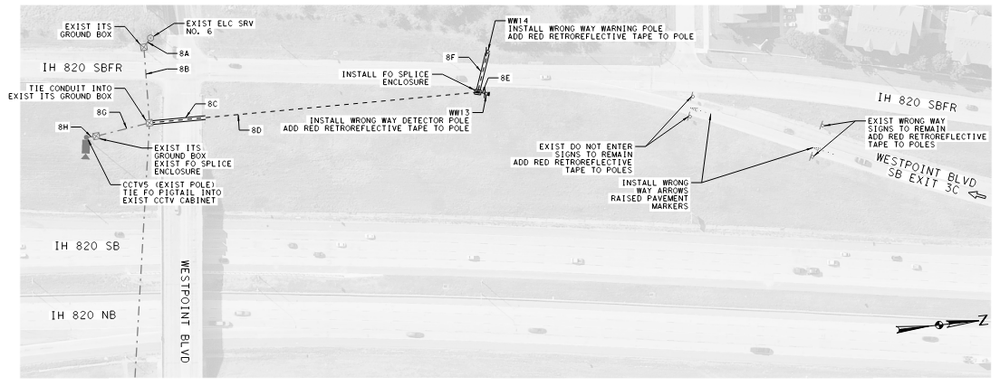 EXIST ITS
GROUND BOX
EXIST ELC SRV
NO. 6
8A
8B
IH 820 SBFR
TIE CONDUIT INTO
EXIST ITS GROUND BOX
8C
8G
8H
8D
EXIST ITS
GROUND BOX
EXIST FO SPLICE
ENCLOSURE
CCTV5 (EXIST POLE)
TIE FO PIGTAIL INTO
EXIST CCTV CABINET
WW14
INSTALL WRONG WAY WARNING POLE
ADD RED RETROREFLECTIVE TAPE TO POLE
8F
INSTALL FO SPLICE
ENCLOSURE
8E
WW13
INSTALL WRONG WAY DETECTOR POLE
ADD RED RETROREFLECTIVE TAPE TO POLE
EXIST DO NOT ENTER
SIGNS TO REMAIN
ADD RED RETROREFLECTIVE
TAPE TO POLES
INSTALL WRONG
WAY ARROWS
RAISED PAVEMENT
MARKERS
IH 820 SBFR
EXIST WRONG WAY
SIGNS TO REMAIN
ADD RED RETROREFLECTIVE
TAPE TO POLES
WESTPOINT BLVD
SB EXIT 3C
IH 820 SB
IH 820 NB
WESTPOINT BLVD
Z